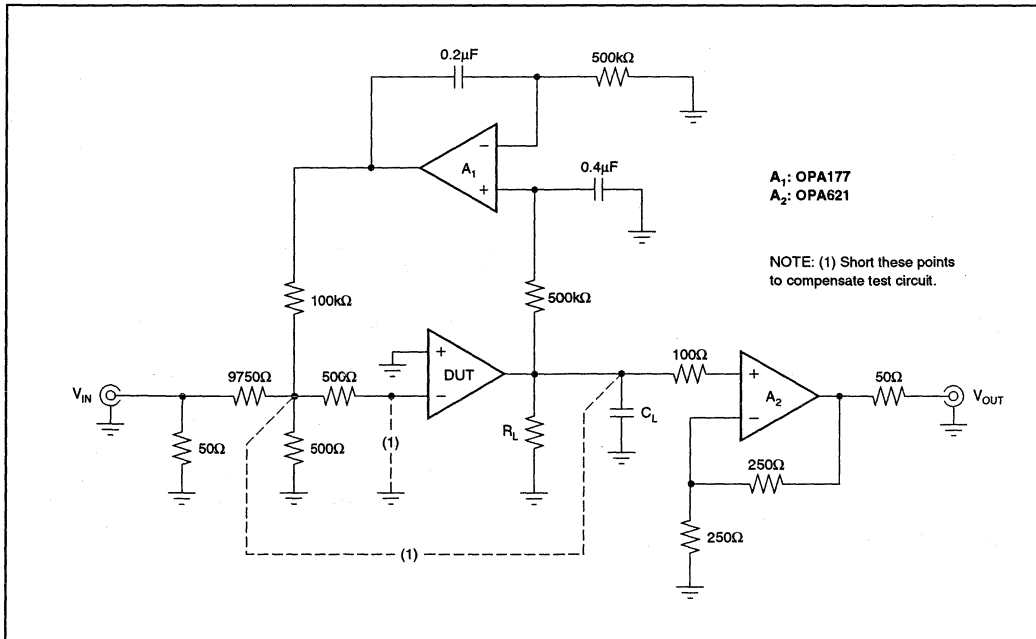 0.2µF
500kΩ
−
A₁
+
0.4µF
A₁: OPA177
A₂: OPA621
NOTE: (1) Short these points
to compensate test circuit.
100kΩ
500kΩ
+
DUT
−
100Ω
+
A₂
−
50Ω
VIN
9750Ω
500Ω
VOUT
50Ω
500Ω
(1)
RL
CL
250Ω
250Ω
(1)